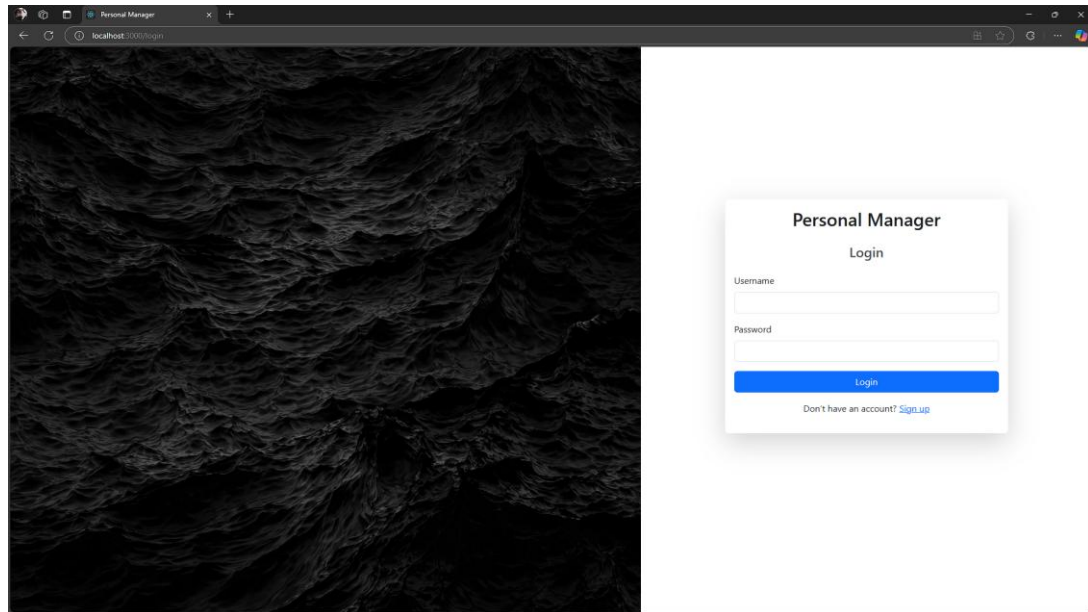 Personal Manager
localhost:3000/login
Personal Manager
Login
Username
Password
Login
Don't have an account? Sign up